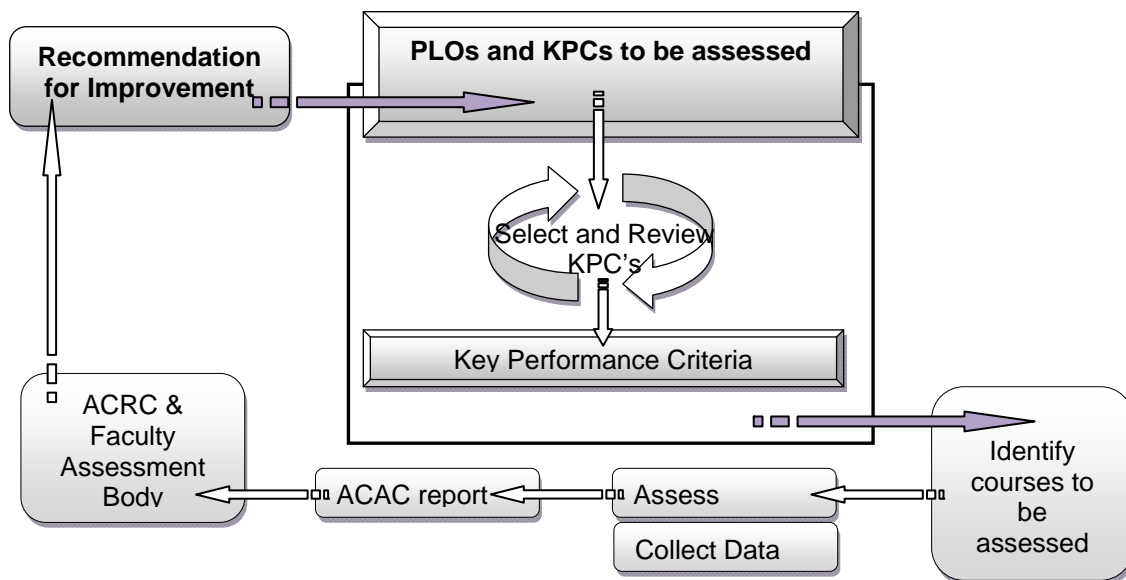 Recommendation
for Improvement
PLOs and KPCs to be assessed
Select and Review
KPC's
Key Performance Criteria
ACRC &
Faculty
Assessment
Body
ACAC report
Assess
Collect Data
Identify
courses to
be
assessed